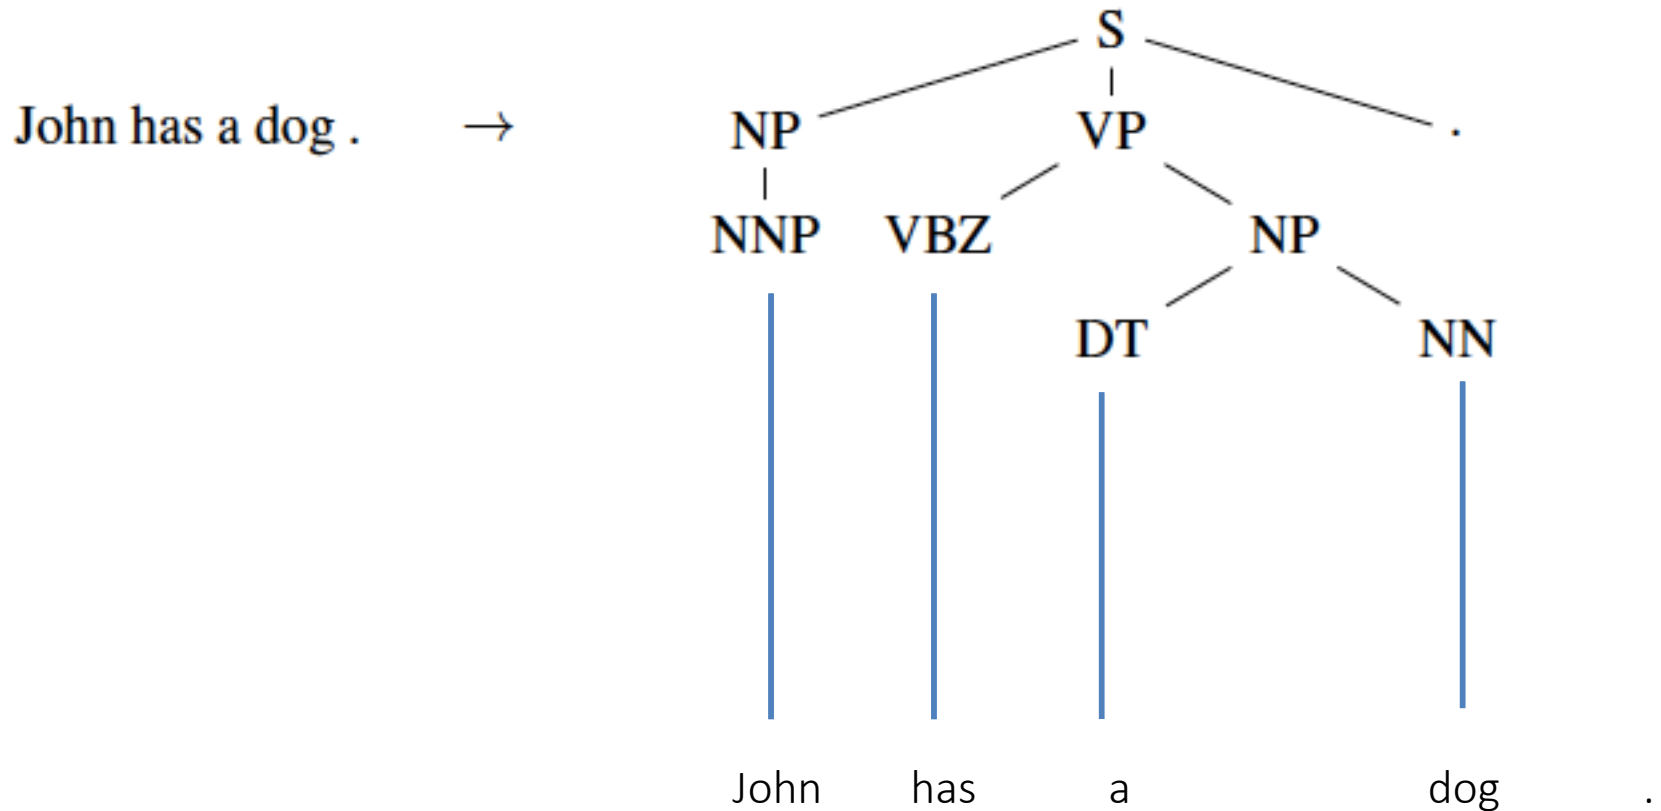 S
John has a dog . → NP VP .
NNP VBZ NP
DT NN
John has a dog .